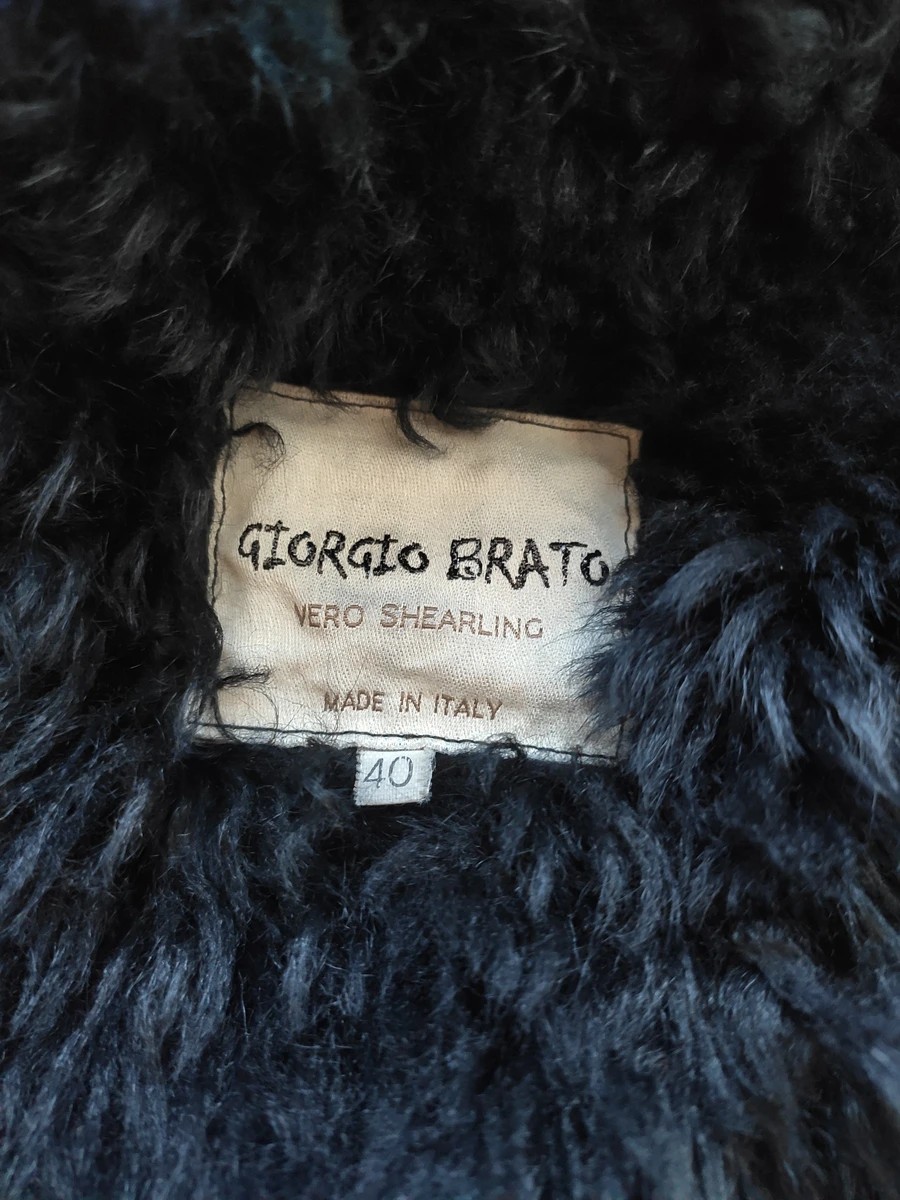 GIORGIO BRATO
VERO SHEARLING
MADE IN ITALY
40